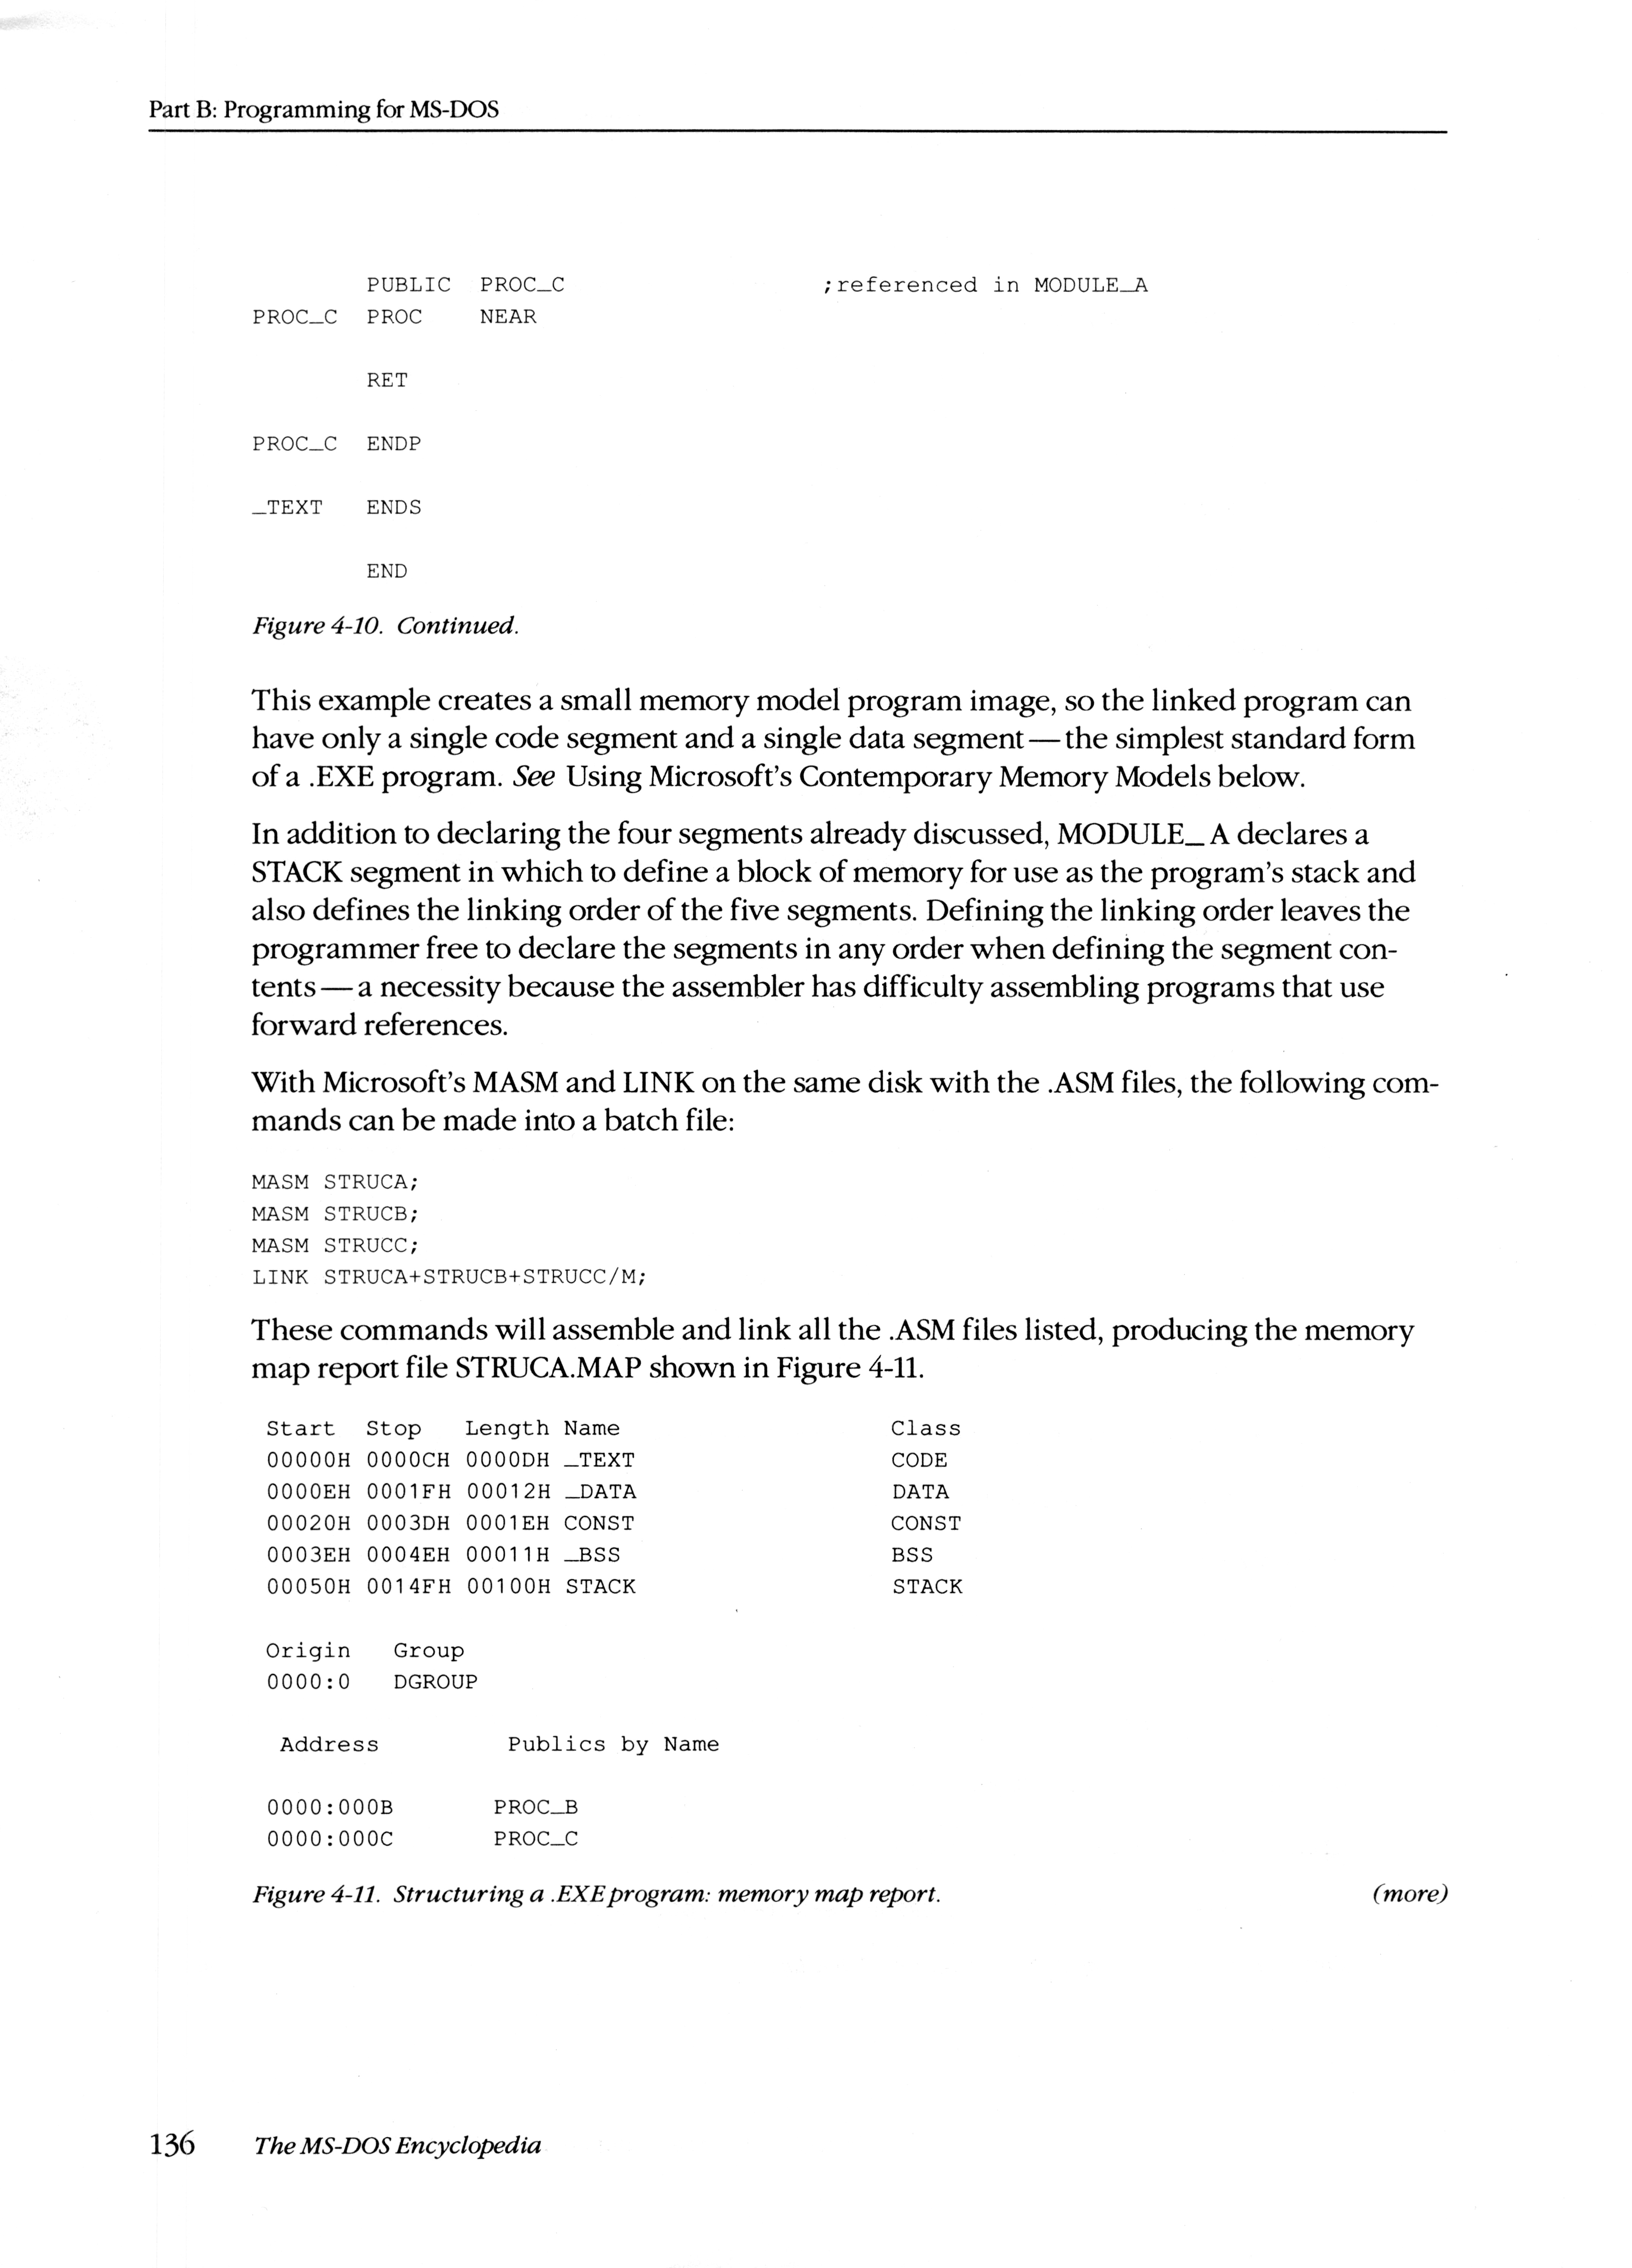 Part B: Programming for MS-DOS
PUBLIC PROC_C ;referenced in MODULE_A
PROC_C PROC NEAR
RET
PROC_C ENDP
_TEXT ENDS
END
Figure 4-10. Continued.
This example creates a small memory model program image, so the linked program can
have only a single code segment and a single data segment — the simplest standard form
of a .EXE program. See Using Microsoft's Contemporary Memory Models below.
In addition to declaring the four segments already discussed, MODULE_ A declares a
STACK segment in which to define a block of memory for use as the program's stack and
also defines the linking order of the five segments. Defining the linking order leaves the
programmer free to declare the segments in any order when defining the segment con-
tents — a necessity because the assembler has difficulty assembling programs that use
forward references.
With Microsoft's MASM and LINK on the same disk with the .ASM files, the following com-
mands can be made into a batch file:
MASM STRUCA;
MASM STRUCB;
MASM STRUCC;
LINK STRUCA+STRUCB+STRUCC/M;
These commands will assemble and link all the .ASM files listed, producing the memory
map report file STRUCA.MAP shown in Figure 4-11.
Start Stop Length Name Class
00000H 0000CH 0000DH _TEXT CODE
0000EH 0001FH 00012H _DATA DATA
00020H 0003DH 0001EH CONST CONST
0003EH 0004EH 00011H _BSS BSS
00050H 0014FH 00100H STACK STACK
Origin Group
0000:0 DGROUP
Address Publics by Name
0000:000B PROC_B
0000:000C PROC_C
Figure 4-11. Structuring a .EXE program: memory map report. (more)
136 The MS-DOS Encyclopedia